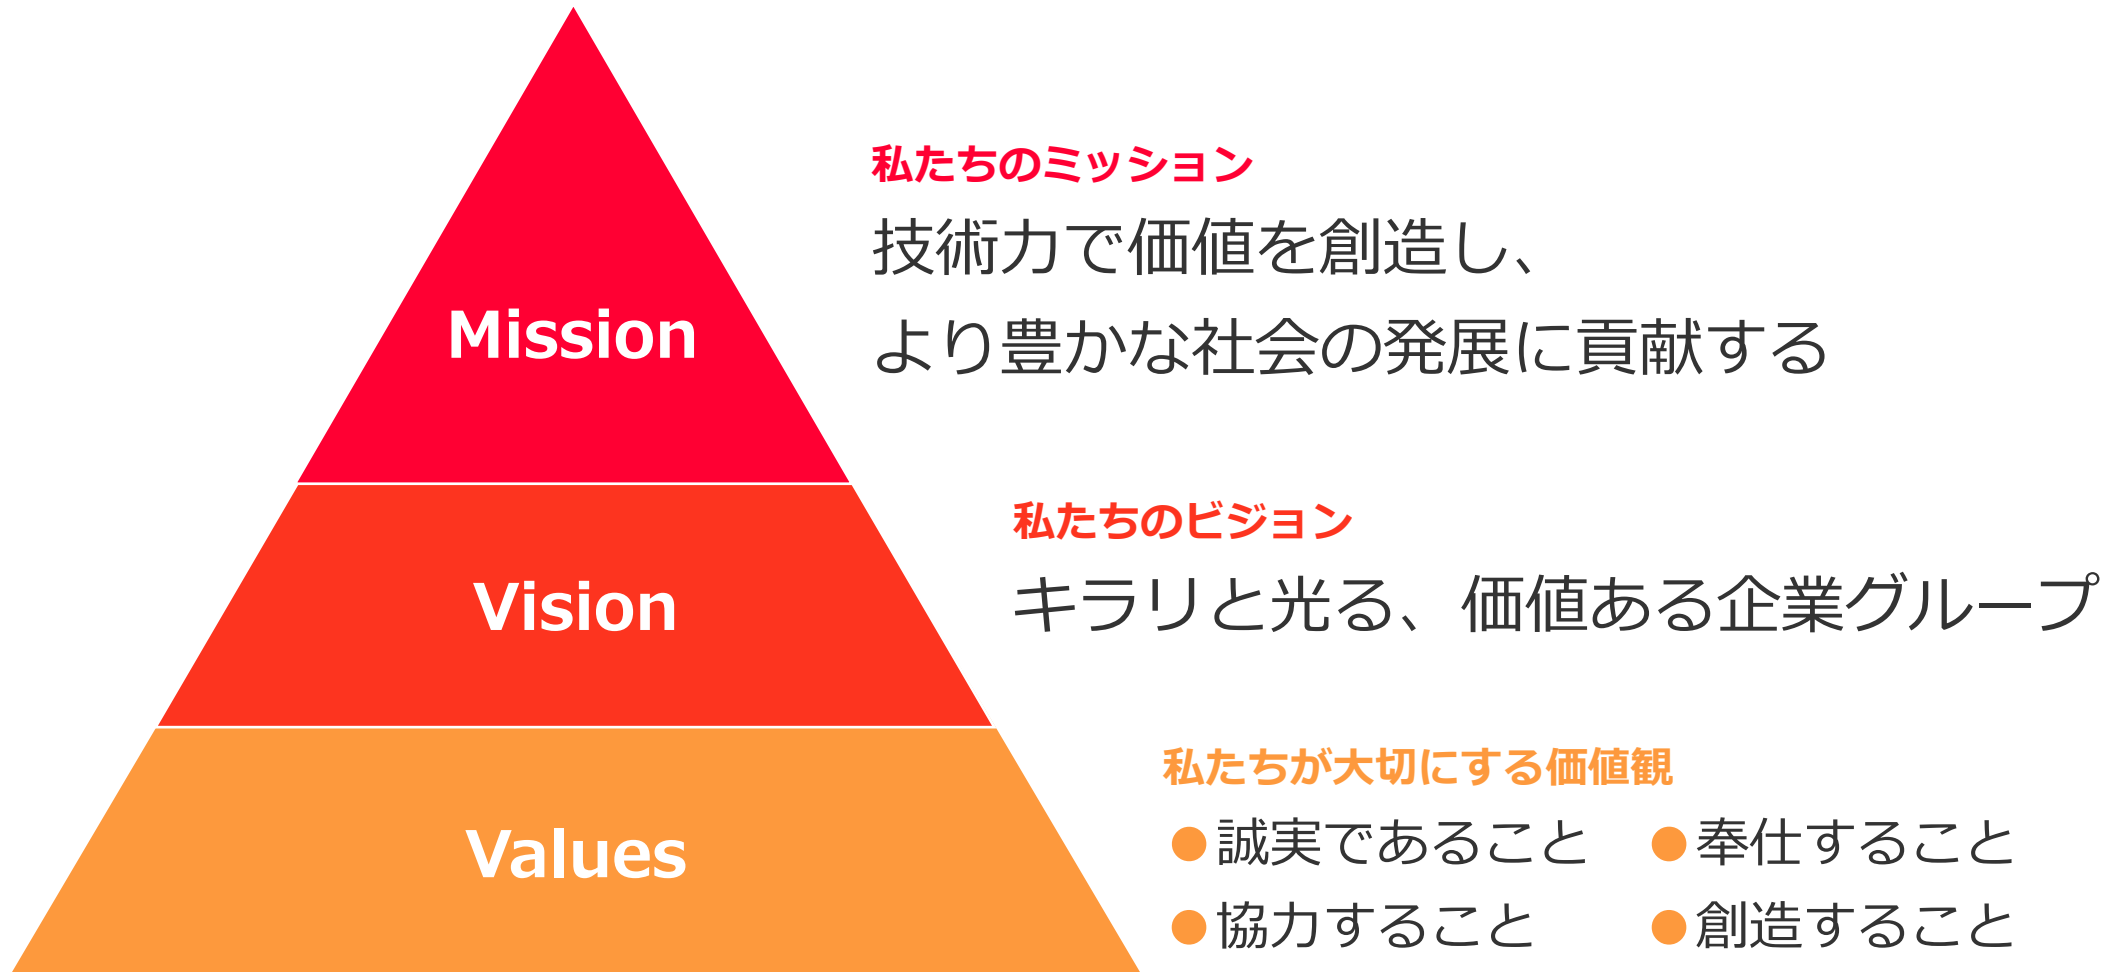 Mission
私たちのミッション
技術力で価値を創造し、
より豊かな社会の発展に貢献する
Vision
私たちのビジョン
キラリと光る、価値ある企業グループ
Values
私たちが大切にする価値観
●誠実であること ●奉仕すること
●協力すること ●創造すること